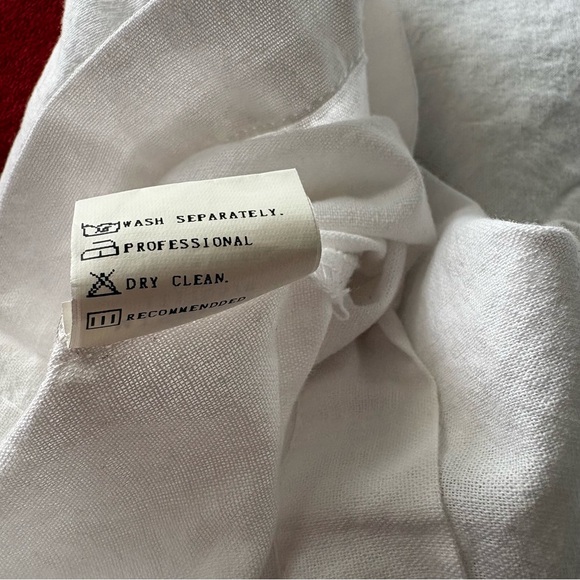 WASH SEPARATELY.
PROFESSIONAL
DRY CLEAN.
RECOMMENDDED